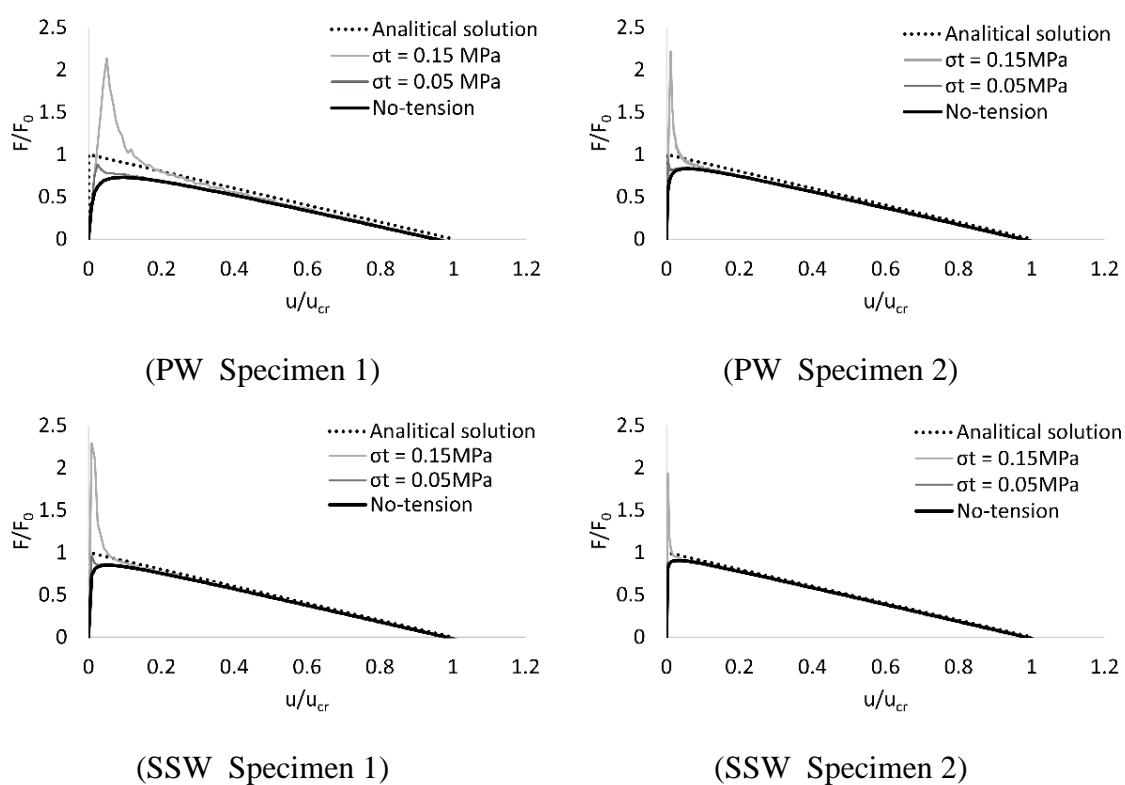 2.5
2
1.5
1
0.5
0
F/F0
0 0.2 0.4 0.6 0.8 1 1.2
u/ucr
Analitical solution
σt = 0.15 MPa
σt = 0.05 MPa
No-tension
(PW Specimen 1)
2.5
2
1.5
1
0.5
0
F/F0
0 0.2 0.4 0.6 0.8 1 1.2
u/ucr
Analitical solution
σt = 0.15MPa
σt = 0.05MPa
No-tension
(PW Specimen 2)
2.5
2
1.5
1
0.5
0
F/F0
0 0.2 0.4 0.6 0.8 1 1.2
u/ucr
Analitical solution
σt = 0.15MPa
σt = 0.05MPa
No-tension
(SSW Specimen 1)
2.5
2
1.5
1
0.5
0
F/F0
0 0.2 0.4 0.6 0.8 1 1.2
u/ucr
Analitical solution
σt = 0.15MPa
σt = 0.05MPa
No-tension
(SSW Specimen 2)